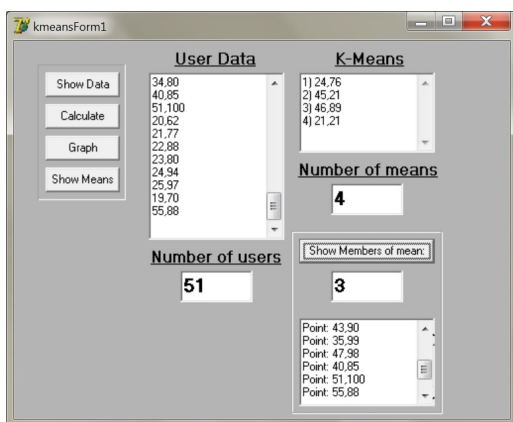 kmeansForm1
Show Data
Calculate
Graph
Show Means
User Data
34,80
40,85
51,100
20,62
21,77
22,88
23,80
24,94
25,97
19,70
55,88
Number of users
51
K-Means
1) 24,76
2) 45,21
3) 46,89
4) 21,21
Number of means
4
Show Members of mean:
3
Point: 43,90
Point: 35,99
Point: 47,98
Point: 40,85
Point: 51,100
Point: 55,88